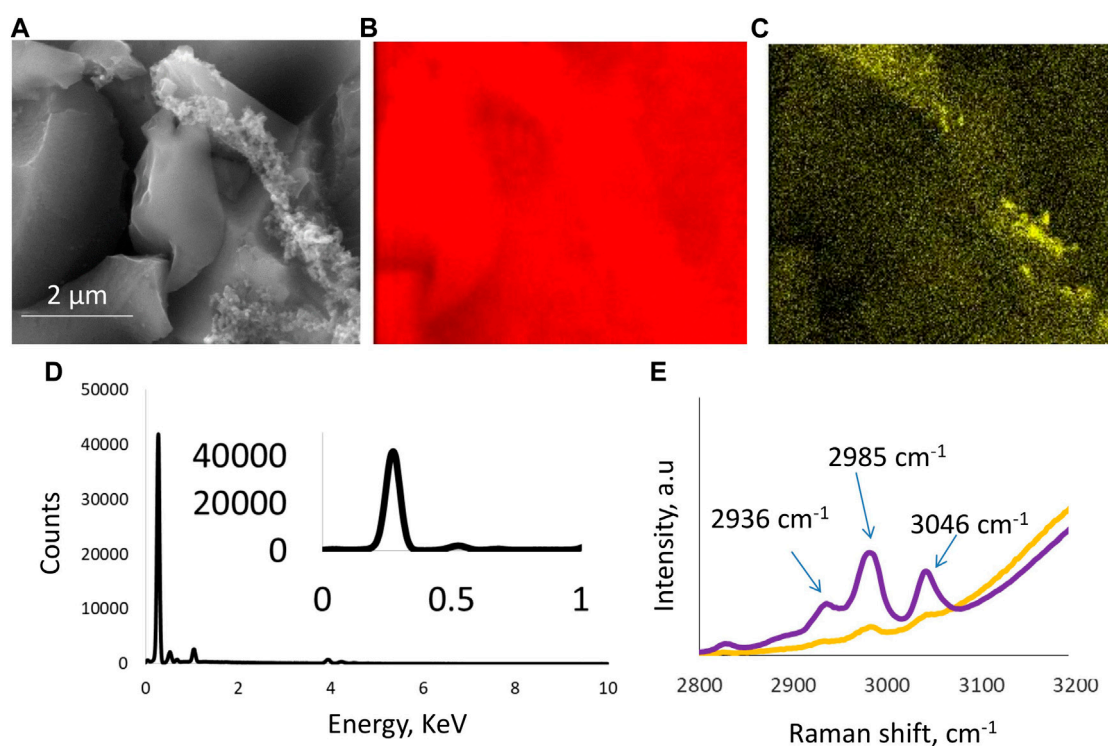 A
B
C
2 μm
D
50000
40000
30000
20000
10000
0
Counts
0
2
4
6
8
10
Energy, KeV
40000
20000
0
0
0.5
1
E
Intensity, a.u
2936 cm-1
2985 cm-1
3046 cm-1
2800
2900
3000
3100
3200
Raman shift, cm-1